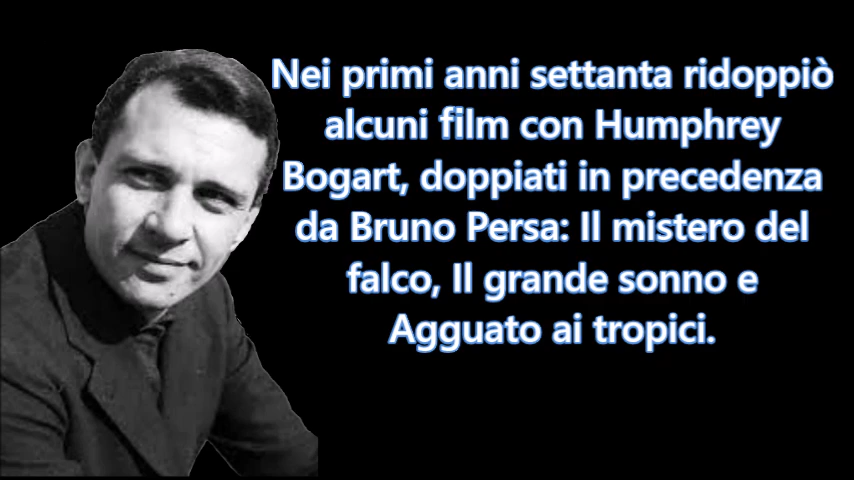 Nei primi anni settanta ridoppiò
alcuni film con Humphrey
Bogart, doppiati in precedenza
da Bruno Persa: Il mistero del
falco, Il grande sonno e
Agguato ai tropici.